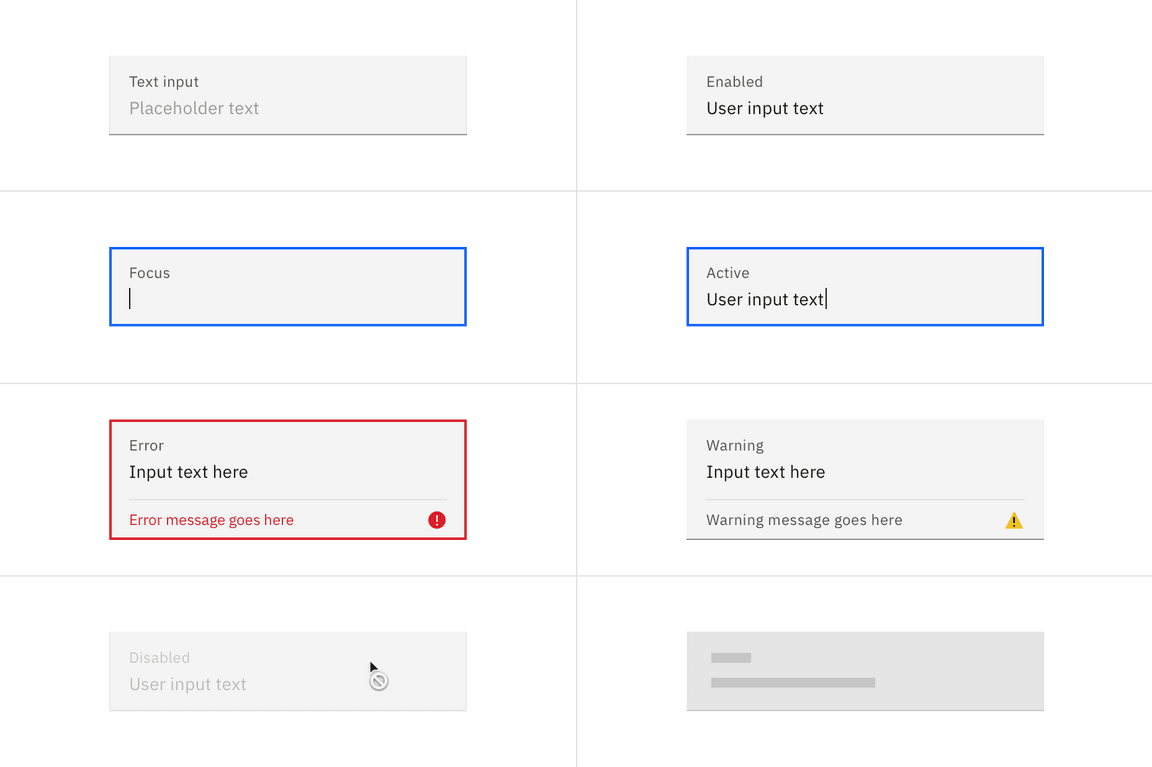 Text input
Placeholder text
Enabled
User input text
Focus
Active
User input text
Error
Input text here
Error message goes here
Warning
Input text here
Warning message goes here
Disabled
User input text